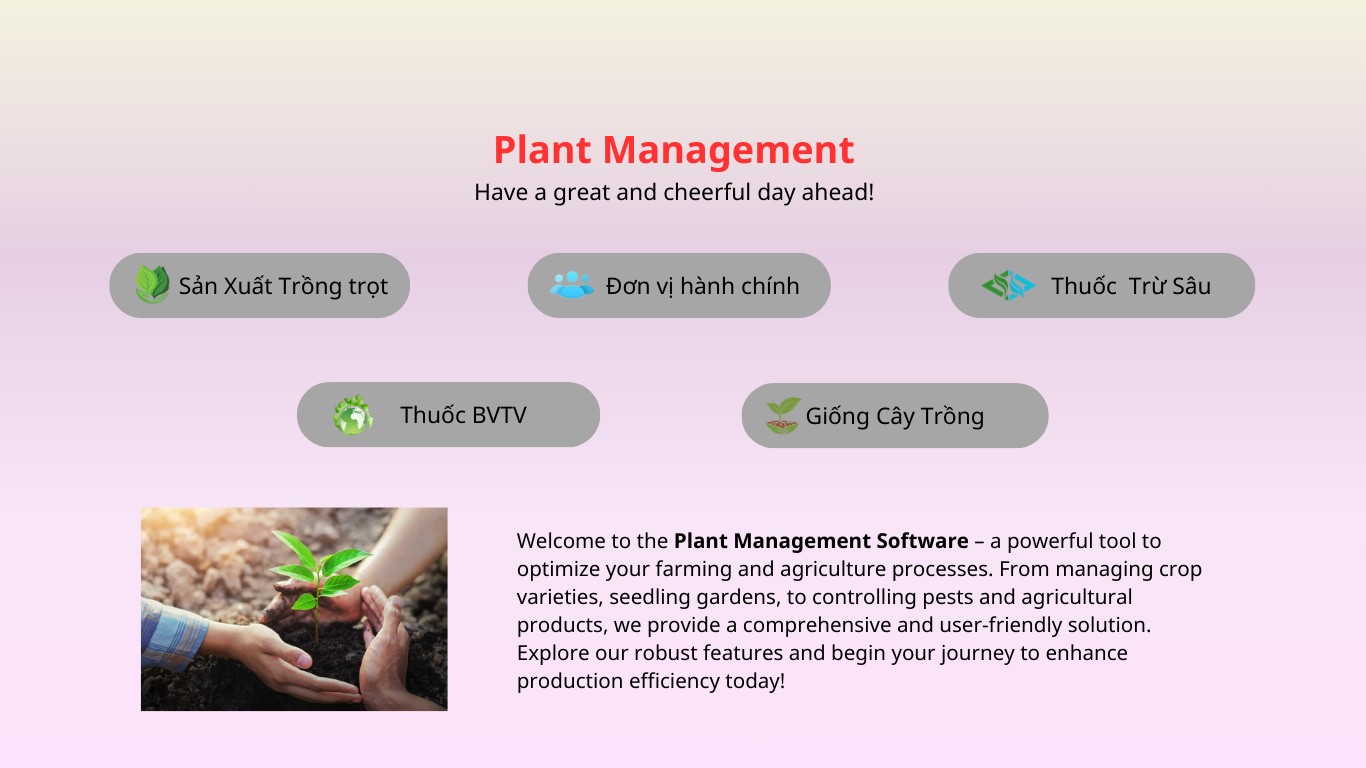 Plant Management
Have a great and cheerful day ahead!
Sản Xuất Trồng trọt
Đơn vị hành chính
Thuốc  Trừ Sâu
Thuốc BVTV
Giống Cây Trồng
Welcome to the Plant Management Software – a powerful tool to
optimize your farming and agriculture processes. From managing crop
varieties, seedling gardens, to controlling pests and agricultural
products, we provide a comprehensive and user-friendly solution.
Explore our robust features and begin your journey to enhance
production efficiency today!